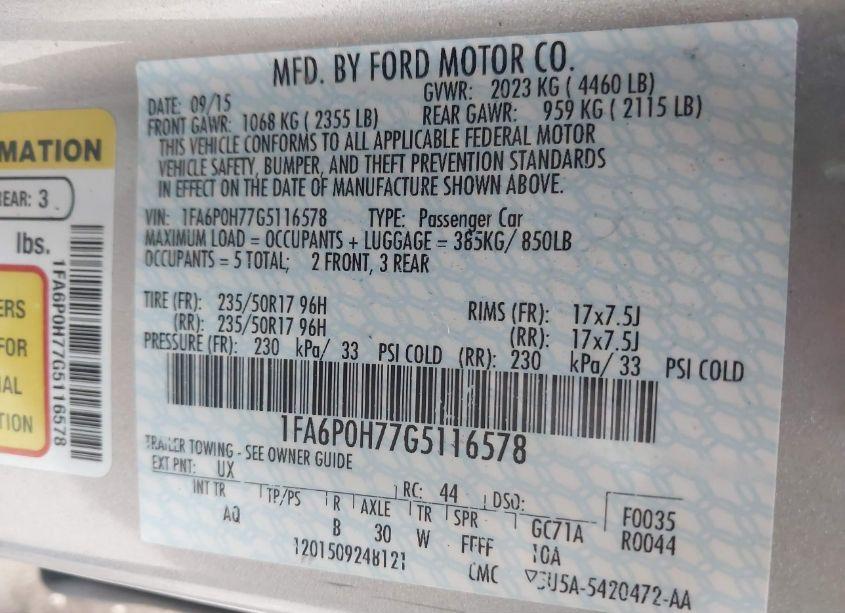 MFD. BY FORD MOTOR CO.
DATE: 09/15
GVWR: 2023 KG ( 4460 LB)
FRONT GAWR: 1068 KG ( 2355 LB)
REAR GAWR: 959 KG ( 2115 LB)
THIS VEHICLE CONFORMS TO ALL APPLICABLE FEDERAL MOTOR
VEHICLE SAFETY, BUMPER, AND THEFT PREVENTION STANDARDS
IN EFFECT ON THE DATE OF MANUFACTURE SHOWN ABOVE.
VIN: 1FA6P0H77G5116578 TYPE: Passenger Car
MAXIMUM LOAD = OCCUPANTS + LUGGAGE = 385KG/ 850LB
OCCUPANTS = 5 TOTAL; 2 FRONT, 3 REAR
TIRE (FR): 235/50R17 96H RIMS (FR): 17x7.5J
(RR): 235/50R17 96H (RR): 17x7.5J
PRESSURE (FR): 230 kPa/ 33 PSI COLD (RR): 230 kPa/ 33 PSI COLD
1FA6P0H77G5116578
TRAILER TOWING - SEE OWNER GUIDE
EXT PNT: UX RC: 44 DSO: F0035
INT TR TP/PS R AXLE TR SPR GC71A R0044
AQ B 30 W FFFF 10A
1201509248121 CMC 5U5A-5420472-AA
MATION
REAR: 3
lbs.
1FA6P0H77G5116578
ERS
FOR
AL
TION